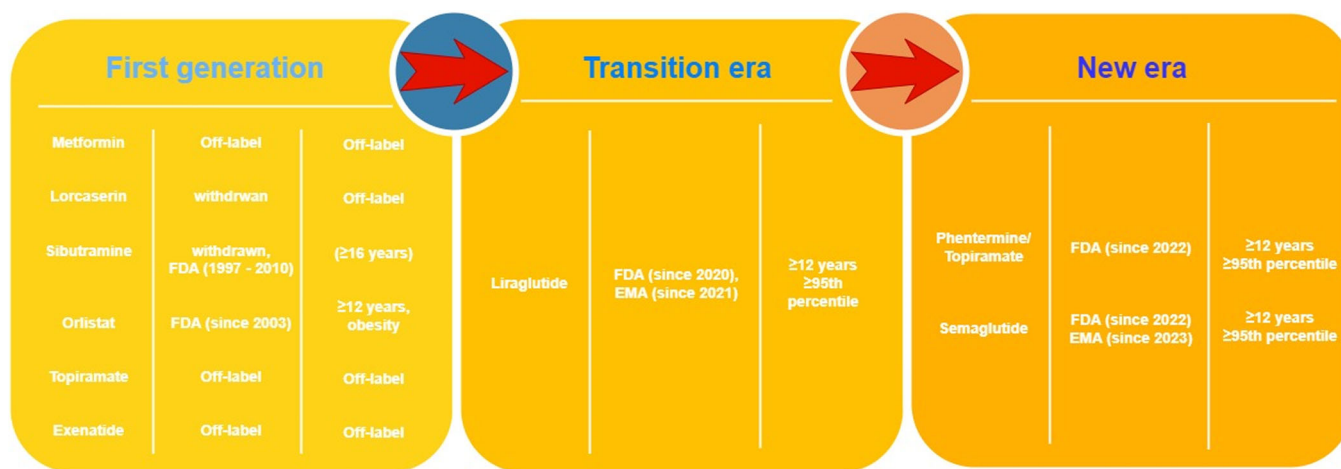 First generation
Metformin Off-label Off-label
Lorcaserin withdrwan Off-label
Sibutramine withdrawn, (≥16 years)
FDA (1997 - 2010)
Orlistat FDA (since 2003) ≥12 years,
obesity
Topiramate Off-label Off-label
Exenatide Off-label Off-label
Transition era
Liraglutide FDA (since 2020), ≥12 years
EMA (since 2021) ≥95th
percentile
New era
Phentermine/ FDA (since 2022) ≥12 years
Topiramate ≥95th percentile
Semaglutide FDA (since 2022) ≥12 years
EMA (since 2023) ≥95th percentile